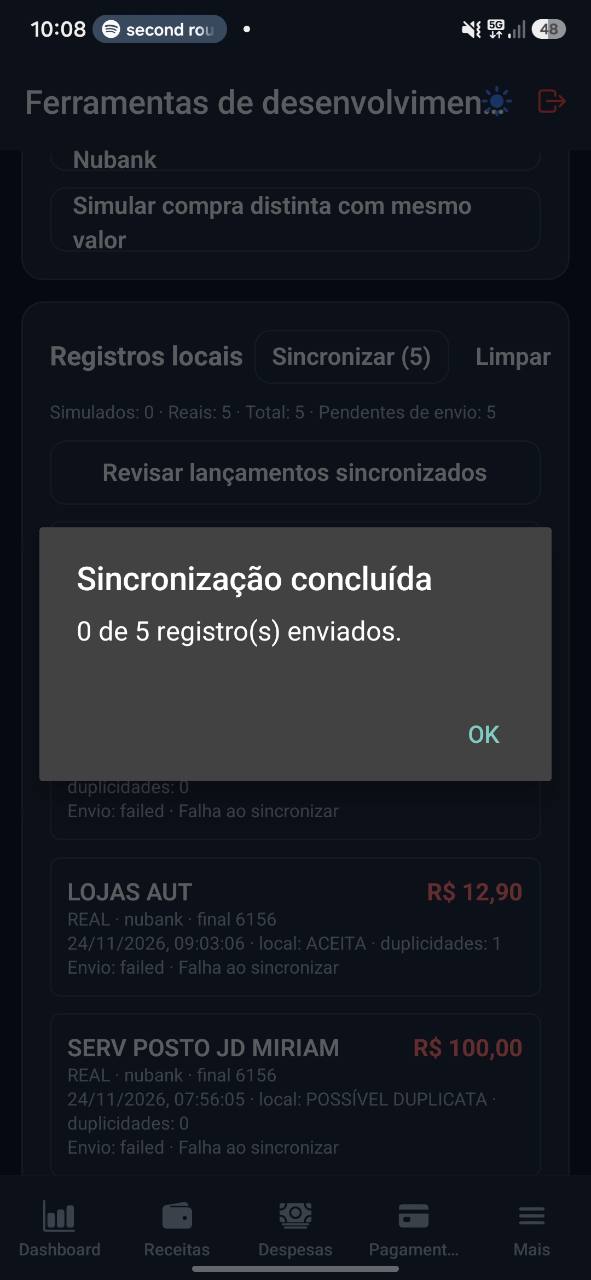 10:08 second rou 5G 48
Ferramentas de desenvolvimen...
Nubank
Simular compra distinta com mesmo
valor
Registros locais Sincronizar (5) Limpar
Simulados: 0 · Reais: 5 · Total: 5 · Pendentes de envio: 5
Revisar lançamentos sincronizados
Sincronização concluída
0 de 5 registro(s) enviados.
OK
duplicidades: 0
Envio: failed · Falha ao sincronizar
LOJAS AUT R$ 12,90
REAL · nubank · final 6156
24/11/2026, 09:03:06 · local: ACEITA · duplicidades: 1
Envio: failed · Falha ao sincronizar
SERV POSTO JD MIRIAM R$ 100,00
REAL · nubank · final 6156
24/11/2026, 07:56:05 · local: POSSÍVEL DUPLICATA ·
duplicidades: 0
Envio: failed · Falha ao sincronizar
Dashboard Receitas Despesas Pagament... Mais